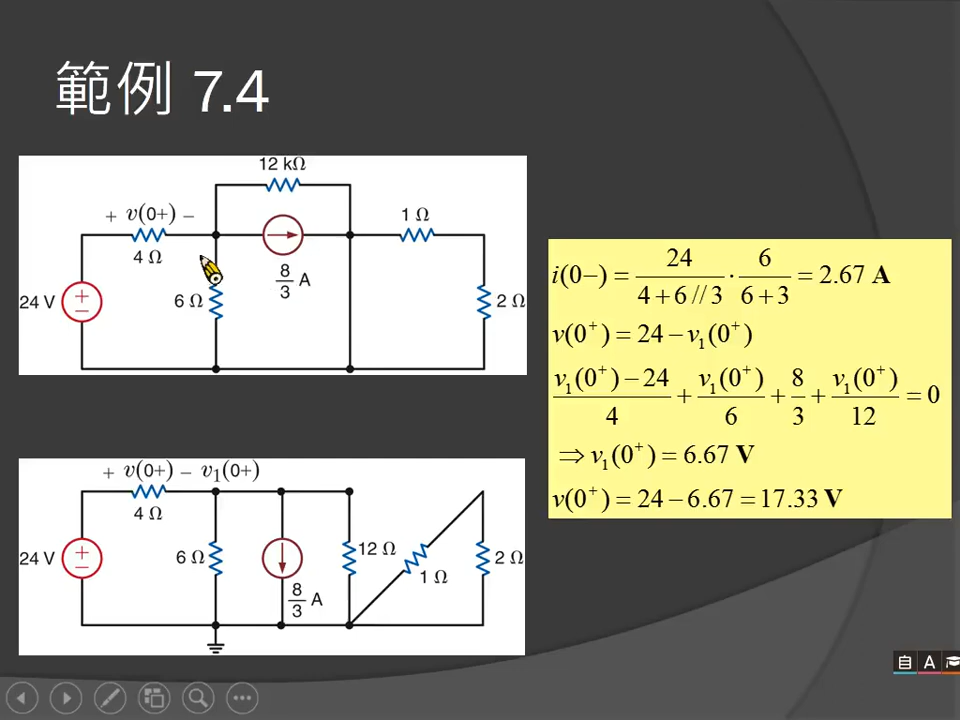 範例 7.4
12 kΩ
+ v(0+) −
4 Ω
8/3 A
1 Ω
24 V
+
−
6 Ω
2 Ω
+ v(0+) − v₁(0+)
4 Ω
24 V
+
−
6 Ω
8/3 A
12 Ω
1 Ω
2 Ω
i(0−) = 24/(4+6//3) · 6/(6+3) = 2.67 A
v(0⁺) = 24 − v₁(0⁺)
(v₁(0⁺) − 24)/4 + v₁(0⁺)/6 + 8/3 + v₁(0⁺)/12 = 0
⇒ v₁(0⁺) = 6.67 V
v(0⁺) = 24 − 6.67 = 17.33 V
自 A